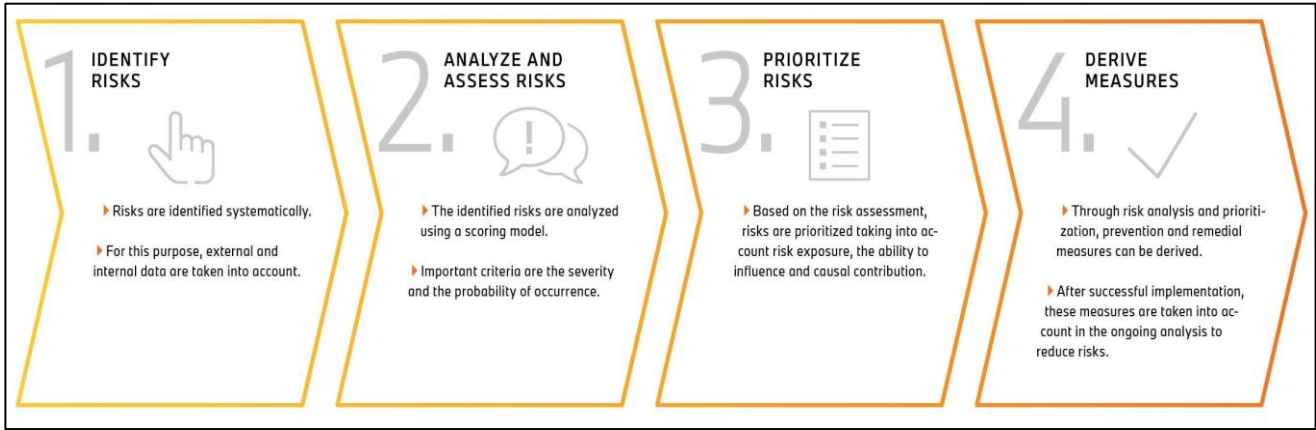 1.
IDENTIFY
RISKS
▶ Risks are identified systematically.
▶ For this purpose, external and
internal data are taken into account.
2.
ANALYZE AND
ASSESS RISKS
!
▶ The identified risks are analyzed
using a scoring model.
▶ Important criteria are the severity
and the probability of occurrence.
3.
PRIORITIZE
RISKS
▶ Based on the risk assessment,
risks are prioritized taking into ac-
count risk exposure, the ability to
influence and causal contribution.
4.
DERIVE
MEASURES
▶ Through risk analysis and prioriti-
zation, prevention and remedial
measures can be derived.
▶ After successful implementation,
these measures are taken into ac-
count in the ongoing analysis to
reduce risks.